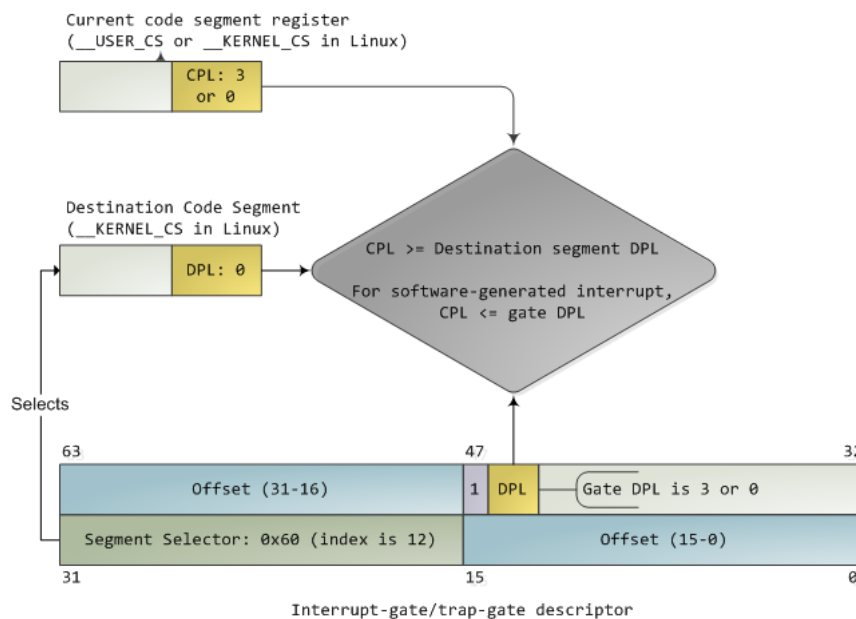 Current code segment register
(__USER_CS or __KERNEL_CS in Linux)
CPL: 3
or 0
Destination Code Segment
(__KERNEL_CS in Linux)
DPL: 0
CPL >= Destination segment DPL
For software-generated interrupt,
CPL <= gate DPL
Selects
63 47 32
Offset (31-16) 1 DPL Gate DPL is 3 or 0
Segment Selector: 0x60 (index is 12) Offset (15-0)
31 15 0
Interrupt-gate/trap-gate descriptor